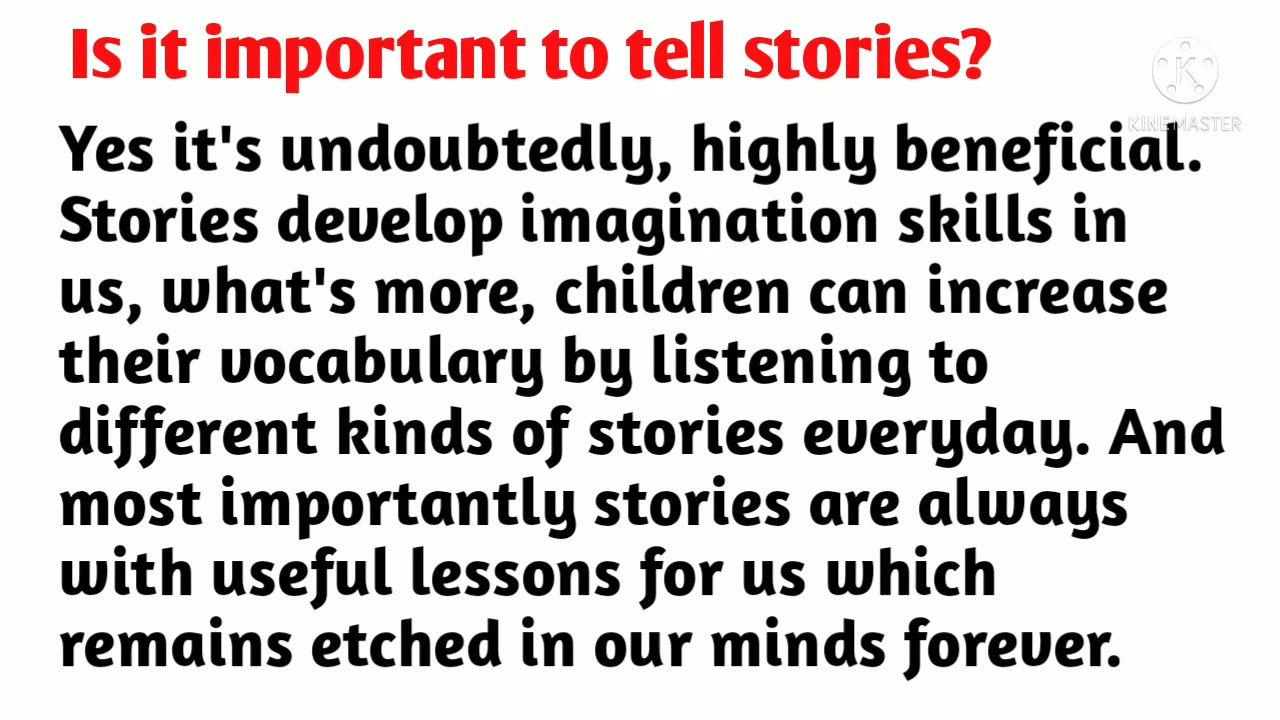 Is it important to tell stories?
K
KINEMASTER
Yes it's undoubtedly, highly beneficial.
Stories develop imagination skills in
us, what's more, children can increase
their vocabulary by listening to
different kinds of stories everyday. And
most importantly stories are always
with useful lessons for us which
remains etched in our minds forever.